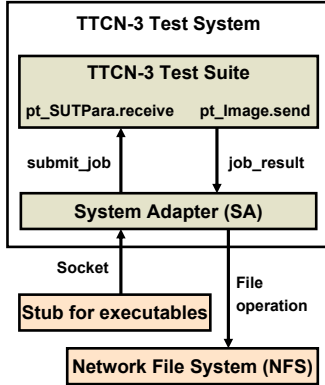 TTCN-3 Test System
TTCN-3 Test Suite
pt_SUTPara.receive pt_Image.send
submit_job job_result
System Adapter (SA)
Socket
File
operation
Stub for executables
Network File System (NFS)